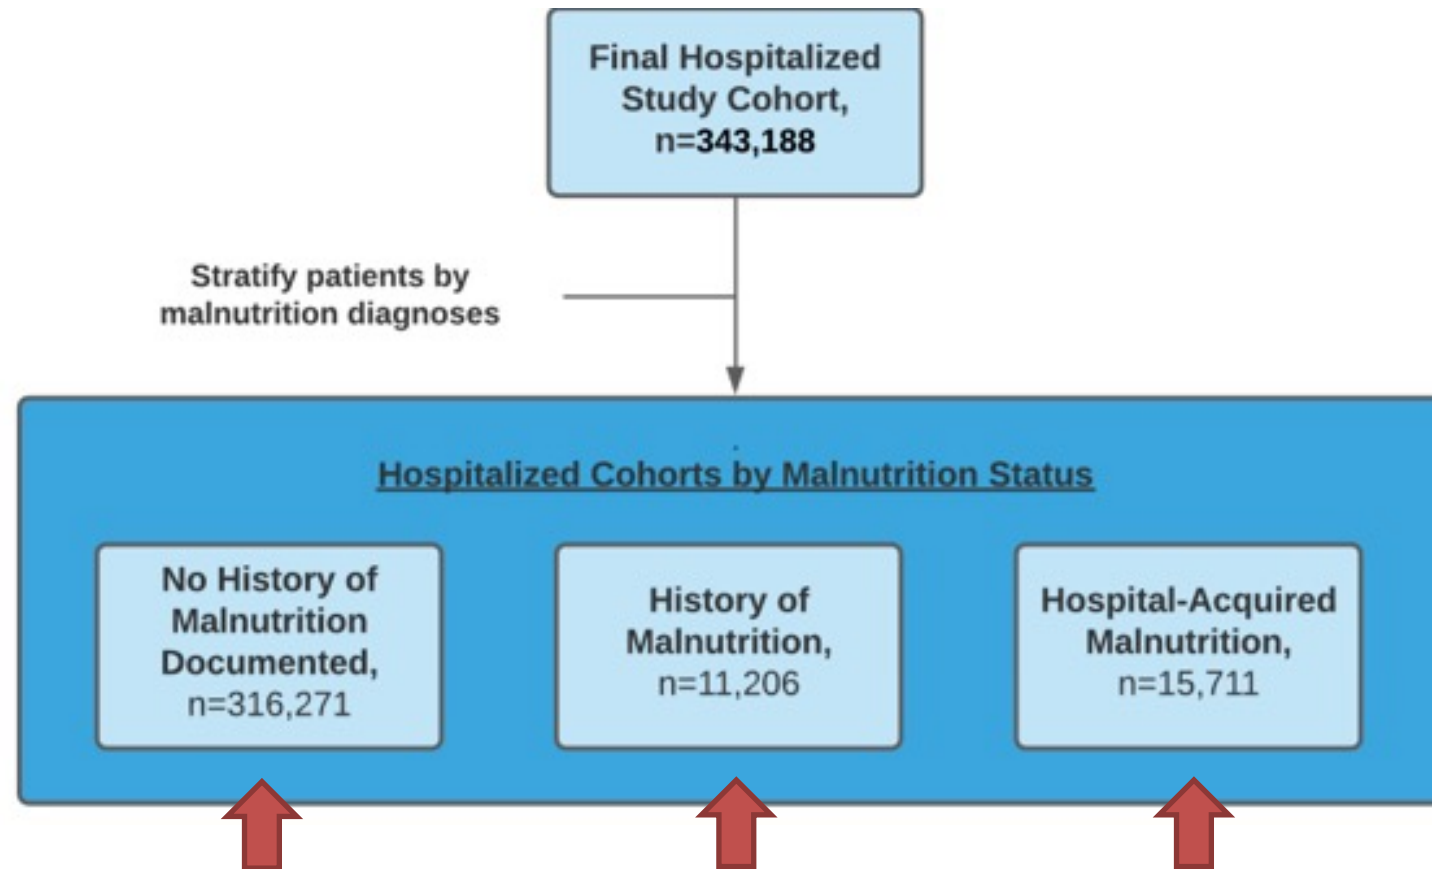 Final Hospitalized
Study Cohort,
n=343,188
Stratify patients by
malnutrition diagnoses
Hospitalized Cohorts by Malnutrition Status
No History of
Malnutrition
Documented,
n=316,271
History of
Malnutrition,
n=11,206
Hospital-Acquired
Malnutrition,
n=15,711